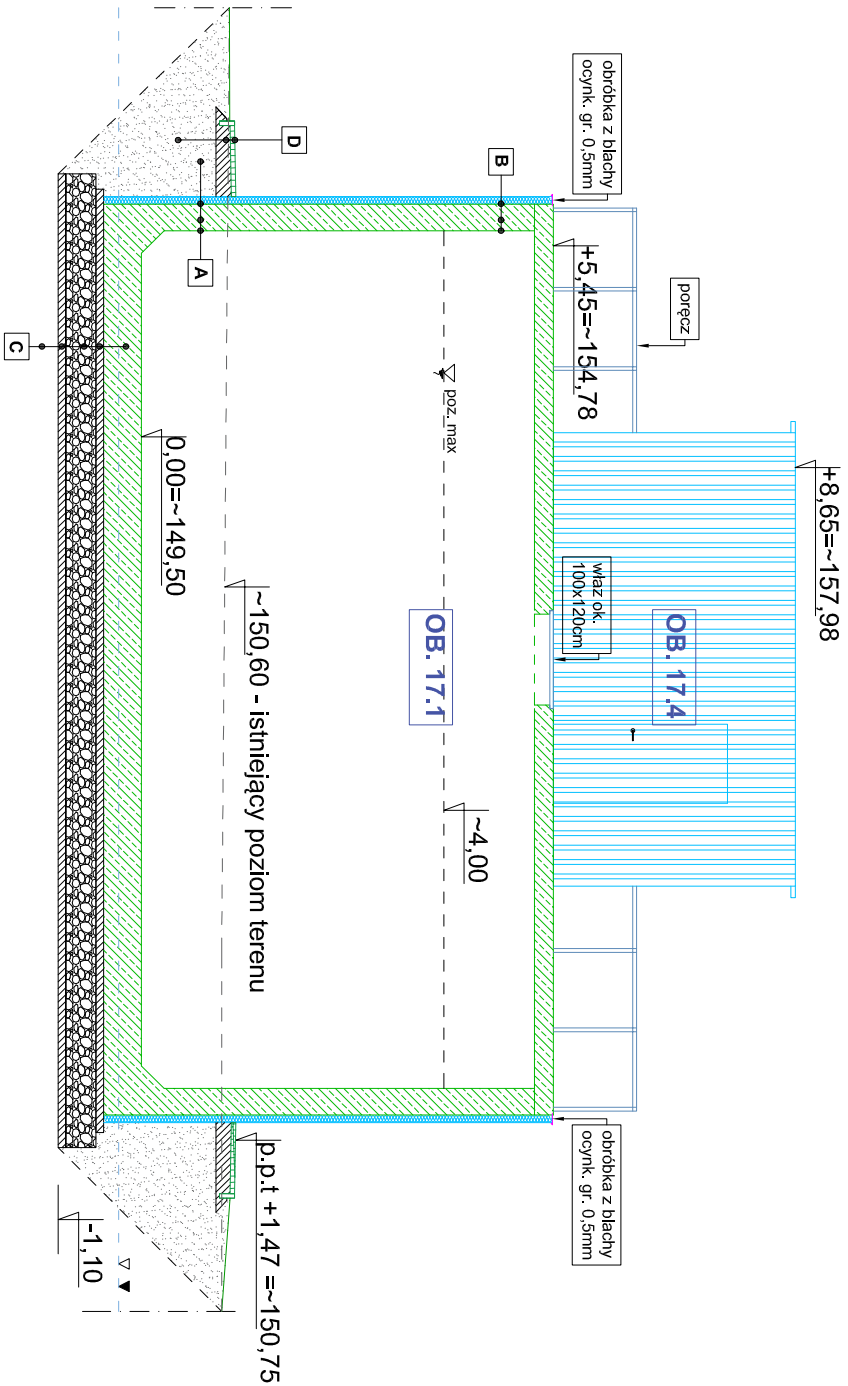 +8,65=~157,98
poręcz
obróbka z blachy
ocynk. gr. 0,5mm
OB. 17.4
właz ok.
100x120cm
obróbka z blachy
ocynk. gr. 0,5mm
+5,45=~154,78
B
poz. max
~4,00
OB. 17.1
D
A
~150,60 - istniejący poziom terenu
p.p.t +1,47 =~150,75
0,00=~149,50
-1,10
C